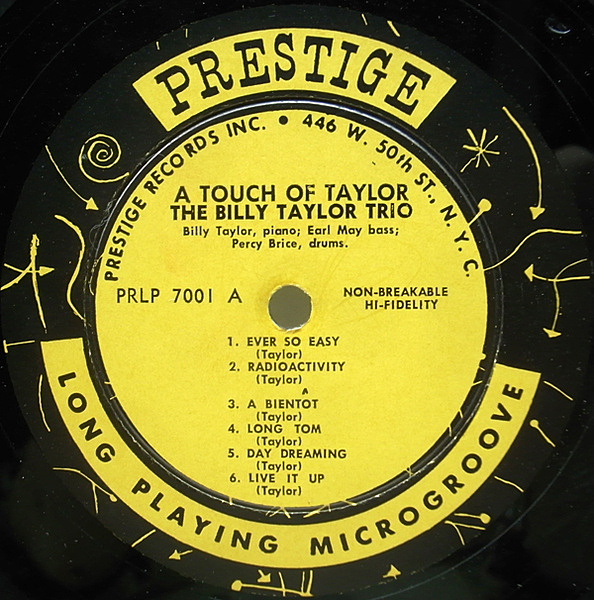 PRESTIGE
PRESTIGE RECORDS INC. • 446 W. 50th ST., N.Y.C.
A TOUCH OF TAYLOR
THE BILLY TAYLOR TRIO
Billy Taylor, piano; Earl May bass;
Percy Brice, drums.
PRLP 7001 A
NON-BREAKABLE
HI-FIDELITY
1. EVER SO EASY
(Taylor)
2. RADIOACTIVITY
(Taylor)
3. A BIENTOT
(Taylor)
4. LONG TOM
(Taylor)
5. DAY DREAMING
(Taylor)
6. LIVE IT UP
(Taylor)
LONG PLAYING MICROGROOVE